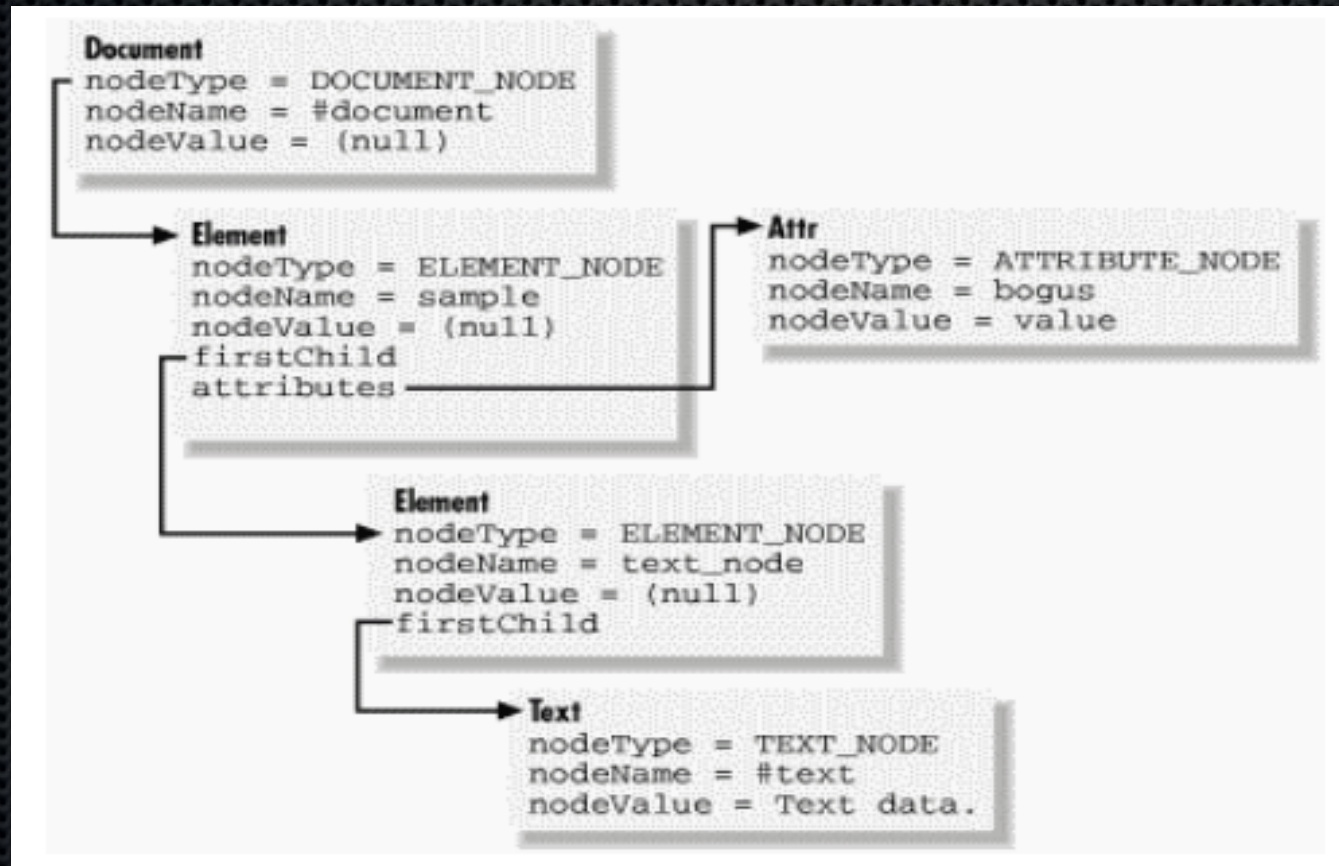 Document
nodeType = DOCUMENT_NODE
nodeName = #document
nodeValue = (null)
Element
nodeType = ELEMENT_NODE
nodeName = sample
nodeValue = (null)
firstChild
attributes
Attr
nodeType = ATTRIBUTE_NODE
nodeName = bogus
nodeValue = value
Element
nodeType = ELEMENT_NODE
nodeName = text_node
nodeValue = (null)
firstChild
Text
nodeType = TEXT_NODE
nodeName = #text
nodeValue = Text data.